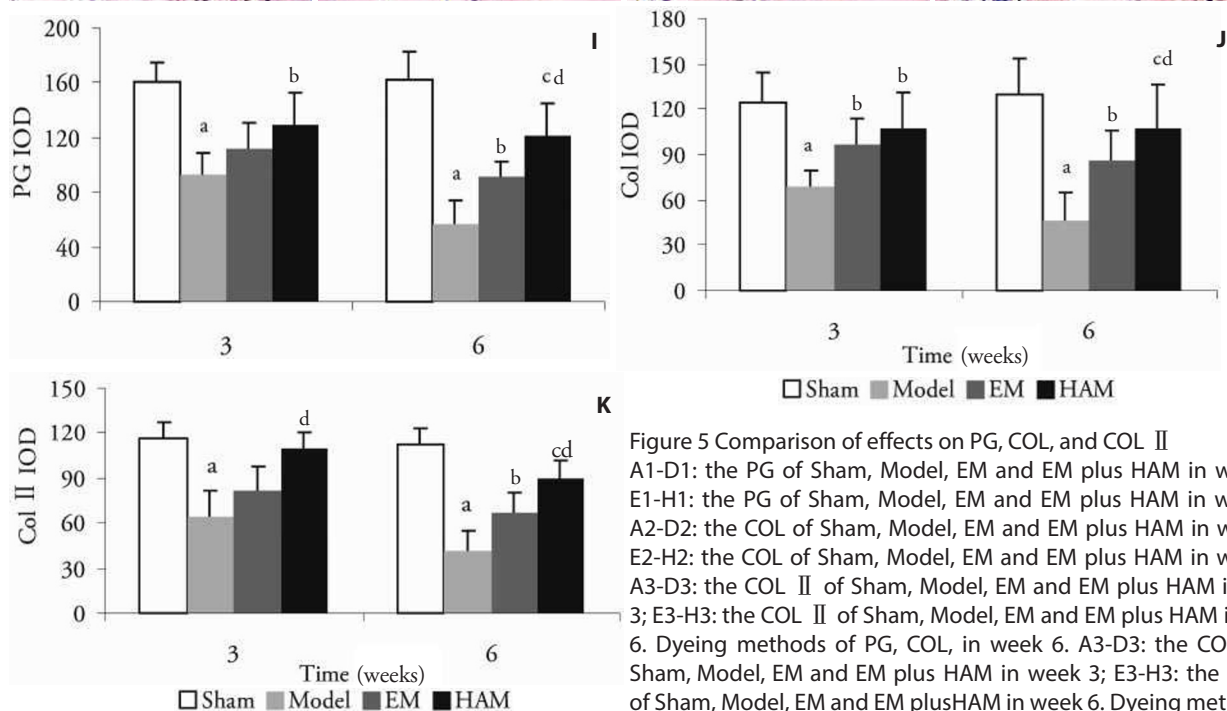 I
PG IOD
200
160
120
80
40
0
a
b
a
b
cd
3
6
J
Col IOD
180
150
120
90
60
30
0
a
b
b
a
b
cd
3
6
Time (weeks)
Sham Model EM HAM
K
Col II IOD
150
120
90
60
30
0
a
d
a
b
cd
3
6
Time (weeks)
Sham Model EM HAM
Figure 5 Comparison of effects on PG, COL, and COL Ⅱ
A1-D1: the PG of Sham, Model, EM and EM plus HAM in w
E1-H1: the PG of Sham, Model, EM and EM plus HAM in w
A2-D2: the COL of Sham, Model, EM and EM plus HAM in w
E2-H2: the COL of Sham, Model, EM and EM plus HAM in w
A3-D3: the COL Ⅱ of Sham, Model, EM and EM plus HAM i
3; E3-H3: the COL Ⅱ of Sham, Model, EM and EM plus HAM i
6. Dyeing methods of PG, COL, in week 6. A3-D3: the CO
Sham, Model, EM and EM plus HAM in week 3; E3-H3: the
of Sham, Model, EM and EM plusHAM in week 6. Dyeing met